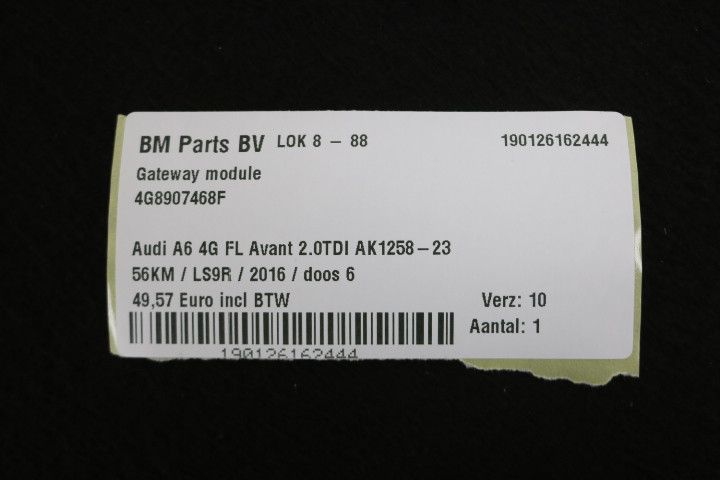 BM Parts BV LOK 8 - 88 190126162444
Gateway module
4G8907468F
Audi A6 4G FL Avant 2.0TDI AK1258-23
56KM / LS9R / 2016 / doos 6
49,57 Euro incl BTW Verz: 10
Aantal: 1
190126162444